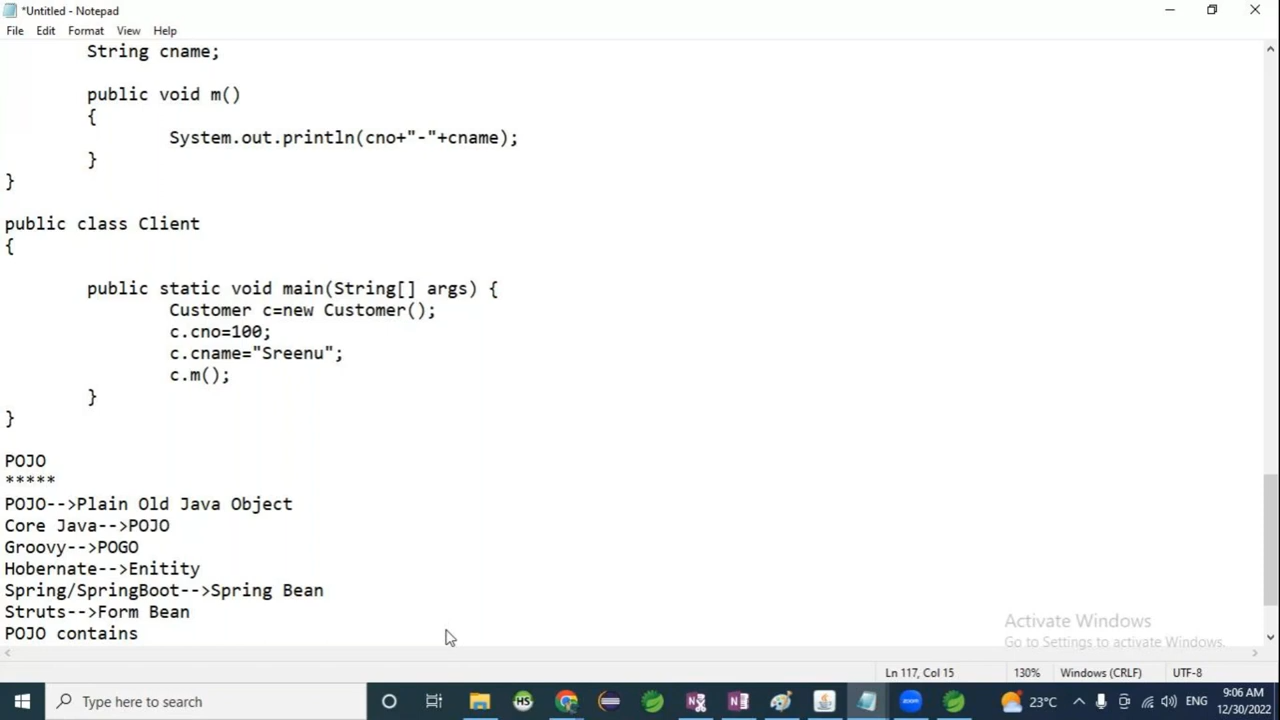 *Untitled - Notepad
File Edit Format View Help
String cname;
public void m()
{
System.out.println(cno+"-"+cname);
}
}
public class Client
{
public static void main(String[] args) {
Customer c=new Customer();
c.cno=100;
c.cname="Sreenu";
c.m();
}
}
POJO
*****
POJO-->Plain Old Java Object
Core Java-->POJO
Groovy-->POGO
Hobernate-->Enitity
Spring/SpringBoot-->Spring Bean
Struts-->Form Bean
POJO contains
Activate Windows
Go to Settings to activate Windows.
Ln 117, Col 15 130% Windows (CRLF) UTF-8
Type here to search
HS
N
zoom
23°C
ENG
9:06 AM
12/30/2022